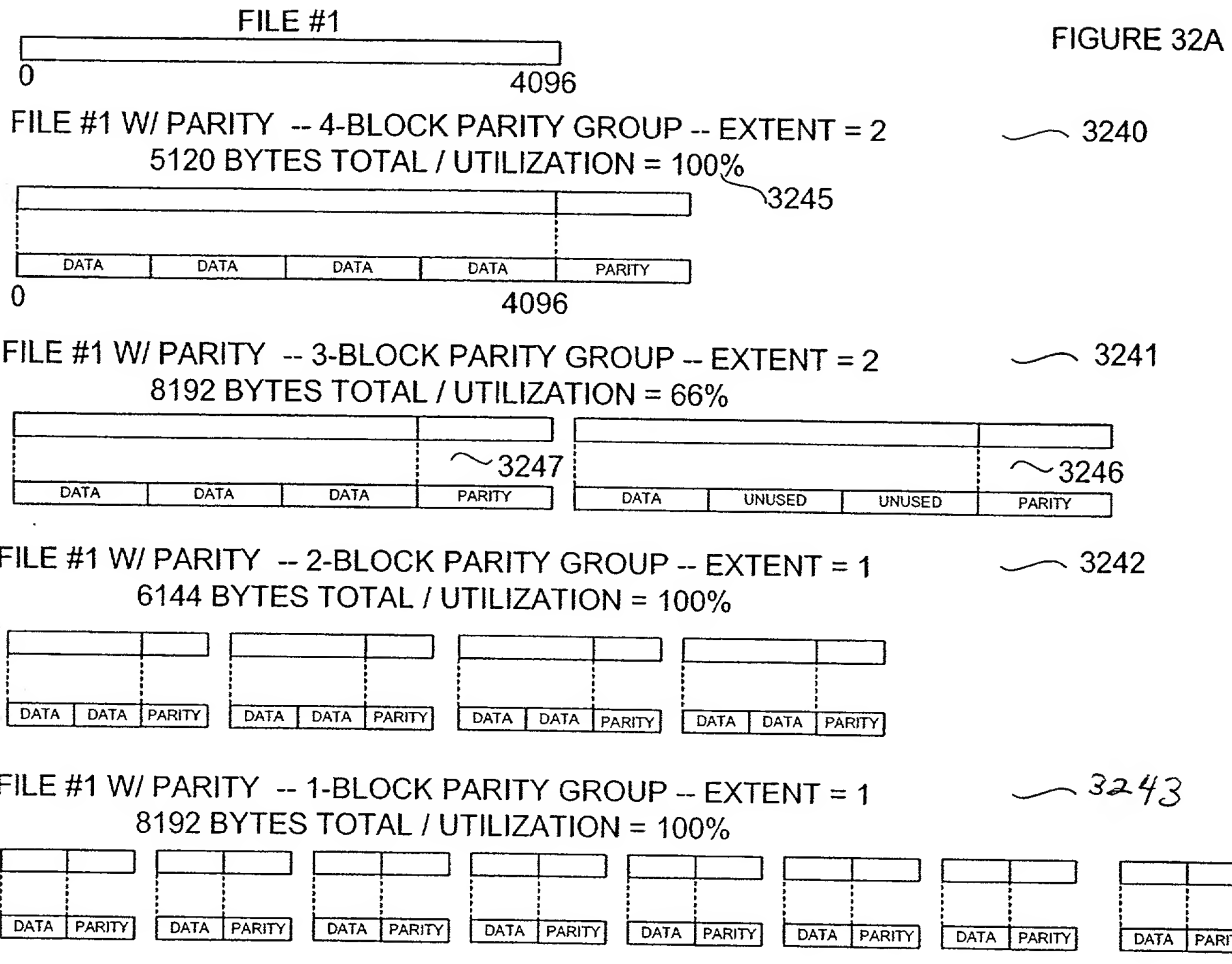 FILE #1
FIGURE 32A
0 4096
FILE #1 W/ PARITY -- 4-BLOCK PARITY GROUP -- EXTENT = 2 3240
5120 BYTES TOTAL / UTILIZATION = 100%
3245
DATA DATA DATA DATA PARITY
0 4096
FILE #1 W/ PARITY -- 3-BLOCK PARITY GROUP -- EXTENT = 2 3241
8192 BYTES TOTAL / UTILIZATION = 66%
3247 3246
DATA DATA DATA PARITY DATA UNUSED UNUSED PARITY
FILE #1 W/ PARITY -- 2-BLOCK PARITY GROUP -- EXTENT = 1 3242
6144 BYTES TOTAL / UTILIZATION = 100%
DATA DATA PARITY DATA DATA PARITY DATA DATA PARITY DATA DATA PARITY
FILE #1 W/ PARITY -- 1-BLOCK PARITY GROUP -- EXTENT = 1 3243
8192 BYTES TOTAL / UTILIZATION = 100%
DATA PARITY DATA PARITY DATA PARITY DATA PARITY DATA PARITY DATA PARITY DATA PARITY DATA PARI